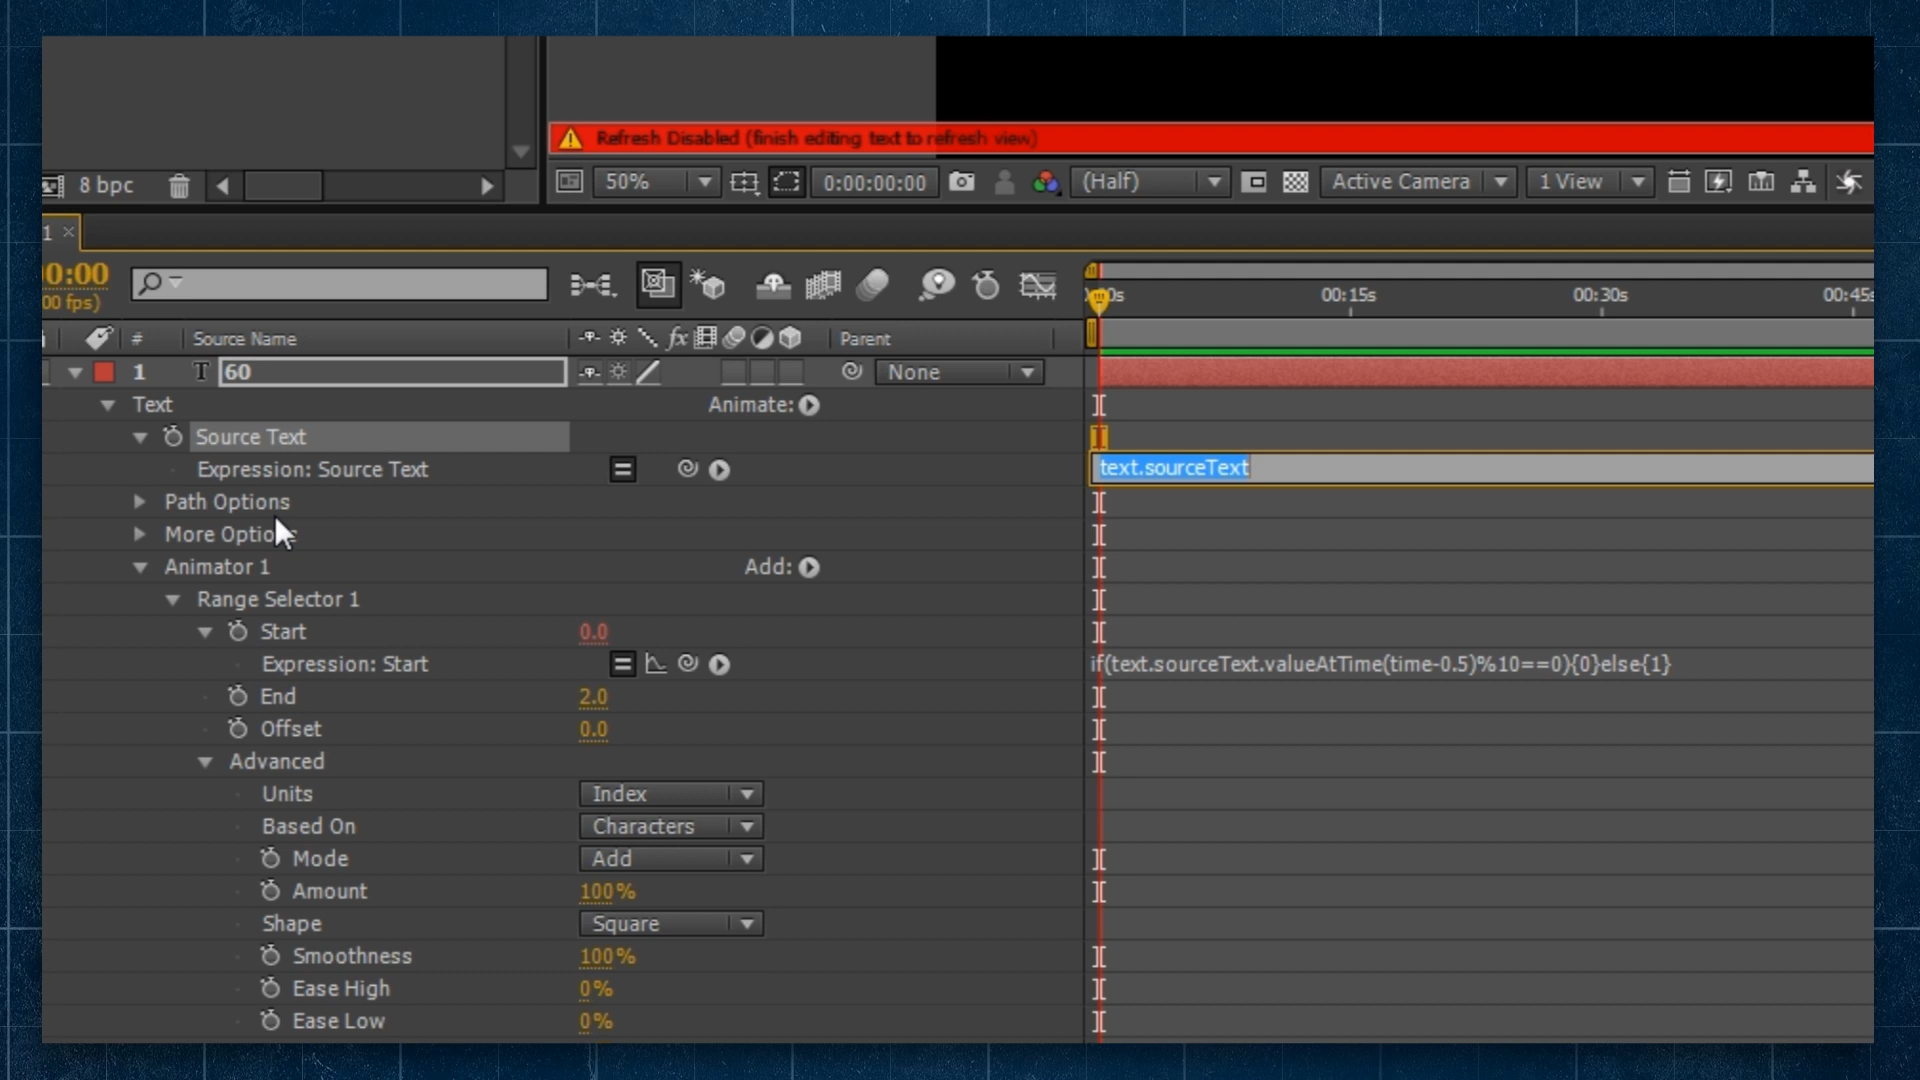 Refresh Disabled (finish editing text to refresh view)
8 bpc
50%
0:00:00:00
(Half)
Active Camera
1 View
1
0:00
00 fps)
0s
00:15s
00:30s
00:45s
#
Source Name
fx
Parent
1
T
60
None
Text
Animate:
Source Text
Expression: Source Text
text.sourceText
Path Options
More Optio
Animator 1
Add:
Range Selector 1
Start
0.0
Expression: Start
if(text.sourceText.valueAtTime(time-0.5)%10==0){0}else{1}
End
2.0
Offset
0.0
Advanced
Units
Index
Based On
Characters
Mode
Add
Amount
100%
Shape
Square
Smoothness
100%
Ease High
0%
Ease Low
0%